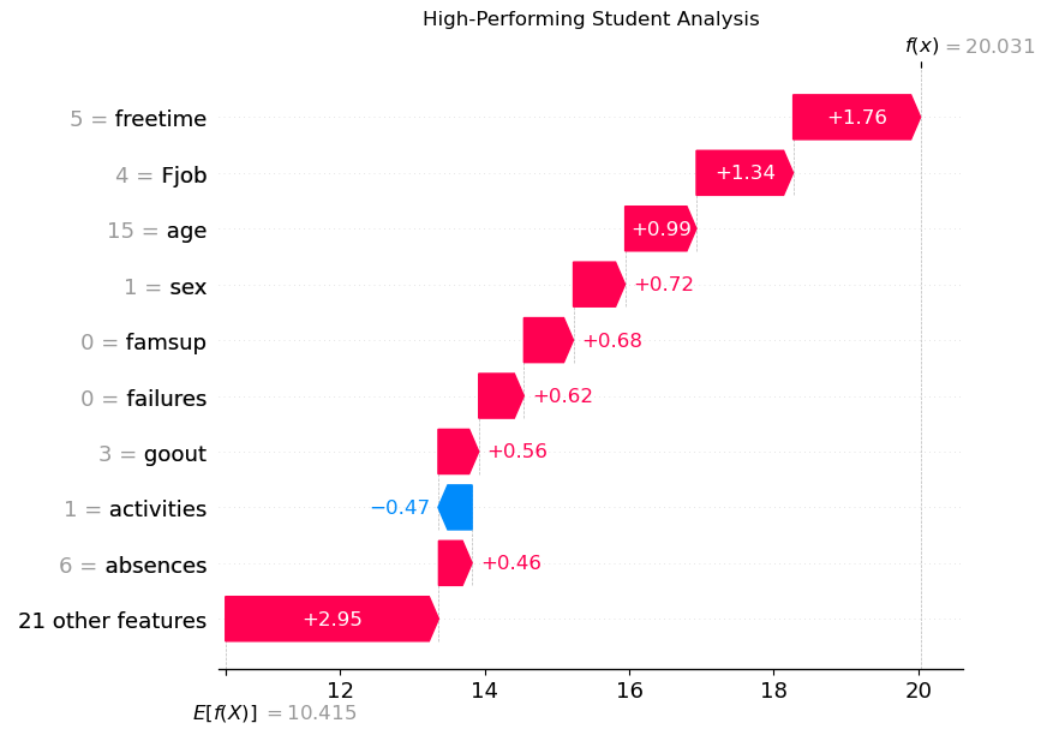 High-Performing Student Analysis
f(x) = 20.031
5 = freetime +1.76
4 = Fjob +1.34
15 = age +0.99
1 = sex +0.72
0 = famsup +0.68
0 = failures +0.62
3 = goout +0.56
1 = activities −0.47
6 = absences +0.46
21 other features +2.95
12 14 16 18 20
E[f(X)] = 10.415